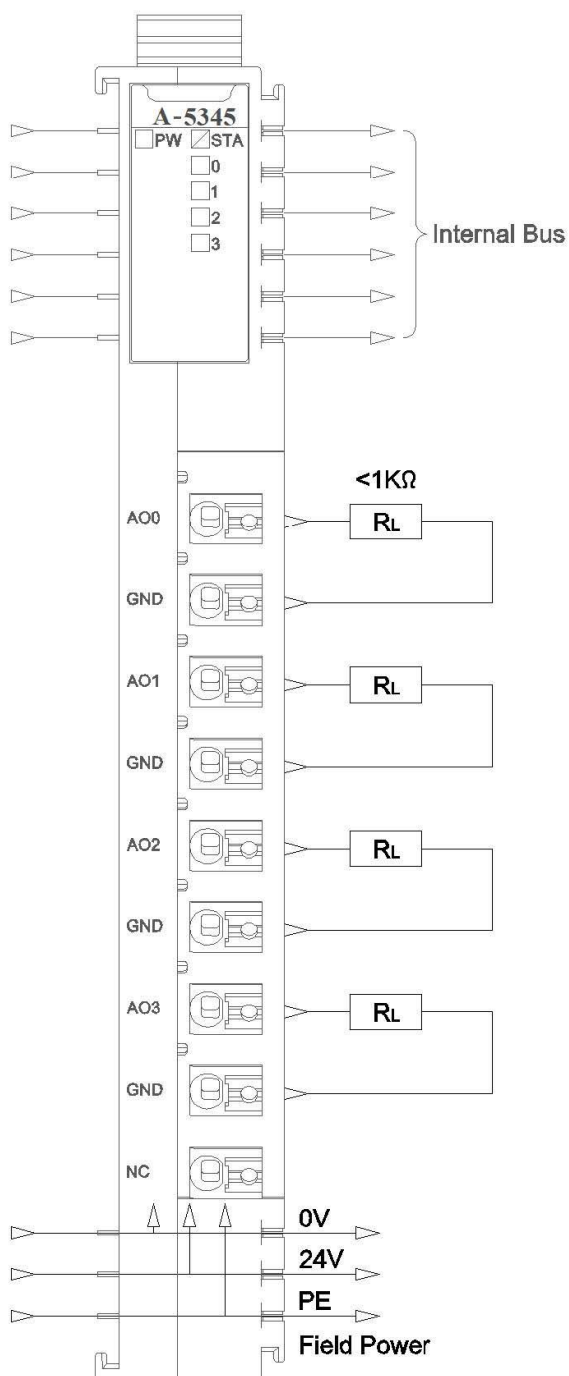 A-5345
PW STA
0
1
2
3
Internal Bus
<1KΩ
AO0 RL
GND
AO1 RL
GND
AO2 RL
GND
AO3 RL
GND
NC
0V
24V
PE
Field Power